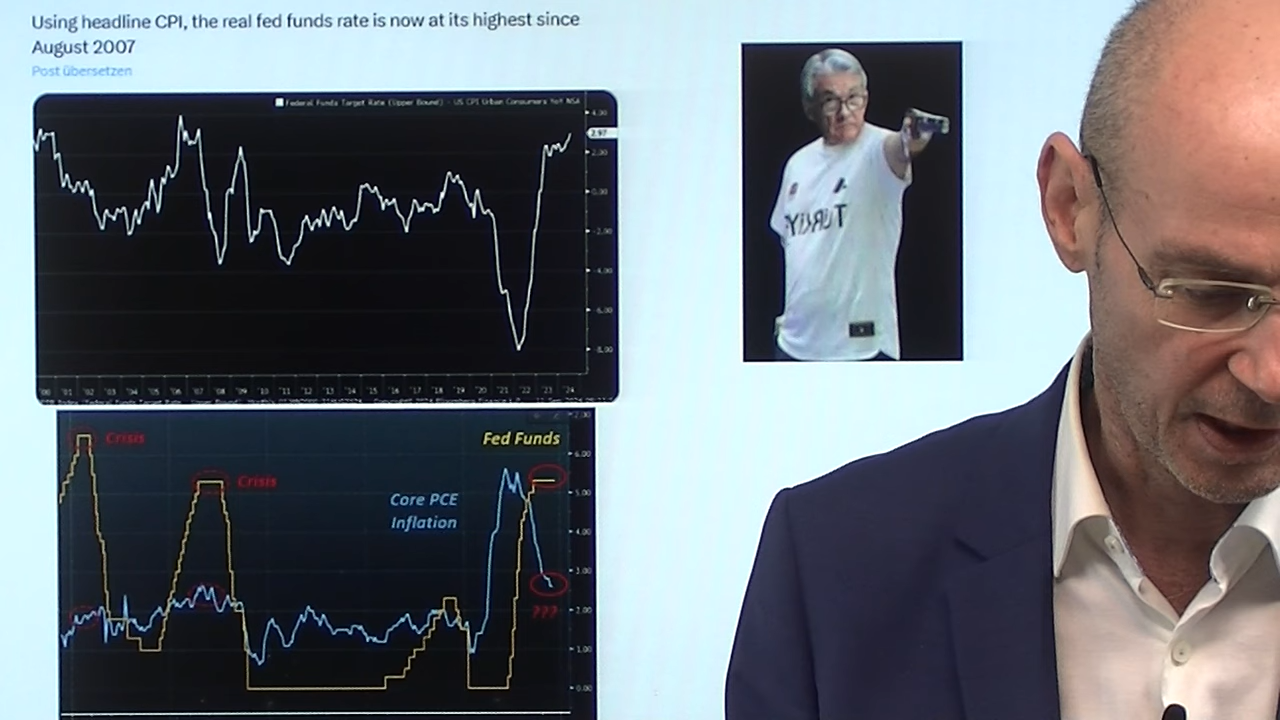 Using headline CPI, the real fed funds rate is now at its highest since
August 2007
Post übersetzen
Federal Funds Target Rate (Upper Bound) - US CPI Urban Consumers YoY NSA
4.00
2.97
2.00
0.00
-2.00
-4.00
-6.00
-8.00
'00 '01 '02 '03 '04 '05 '06 '07 '08 '09 '10 '11 '12 '13 '14 '15 '16 '17 '18 '19 '20 '21 '22 '23 '24
7.00
Crisis
Fed Funds
6.00
Crisis
Core PCE
Inflation
5.00
4.00
3.00
???
2.00
1.00
0.00